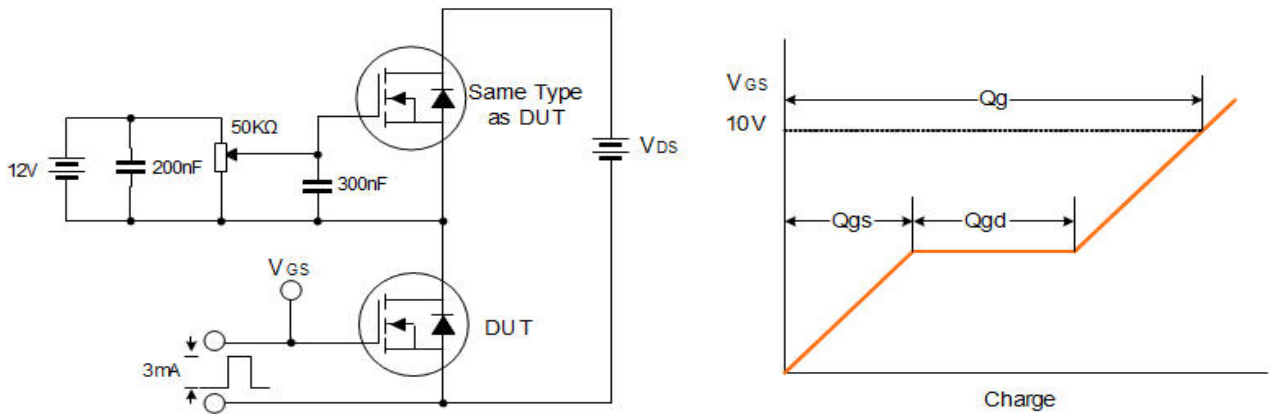 Same Type
as DUT
50KΩ
12V
200nF
300nF
VDS
VGS
DUT
3mA
VGS
10V
Qg
Qgs
Qgd
Charge